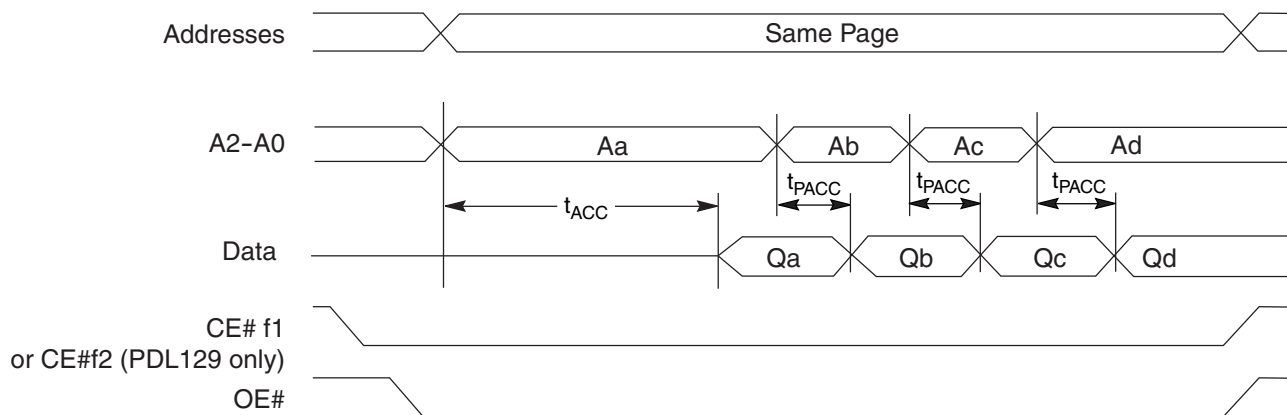 Addresses
Same Page
A2–A0
Aa
Ab
Ac
Ad
tACC
tPACC
tPACC
tPACC
Data
Qa
Qb
Qc
Qd
CE# f1
or CE#f2 (PDL129 only)
OE#